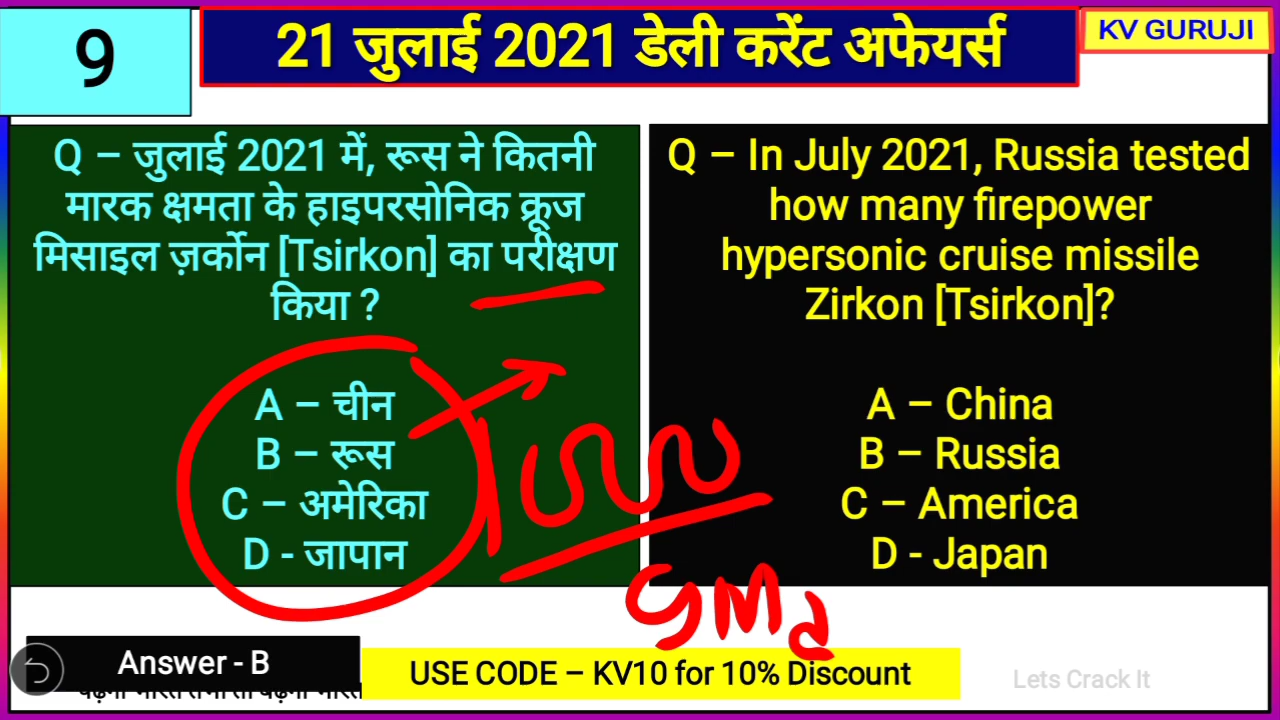 9
21 जुलाई 2021 डेली करेंट अफेयर्स
KV GURUJI
Q – जुलाई 2021 में, रूस ने कितनी
मारक क्षमता के हाइपरसोनिक क्रूज
मिसाइल ज़र्कोन [Tsirkon] का परीक्षण
किया ?
A – चीन
B – रूस
C – अमेरिका
D - जापान
Q – In July 2021, Russia tested
how many firepower
hypersonic cruise missile
Zirkon [Tsirkon]?
A – China
B – Russia
C – America
D - Japan
1000
Answer - B
USE CODE – KV10 for 10% Discount
Lets Crack It